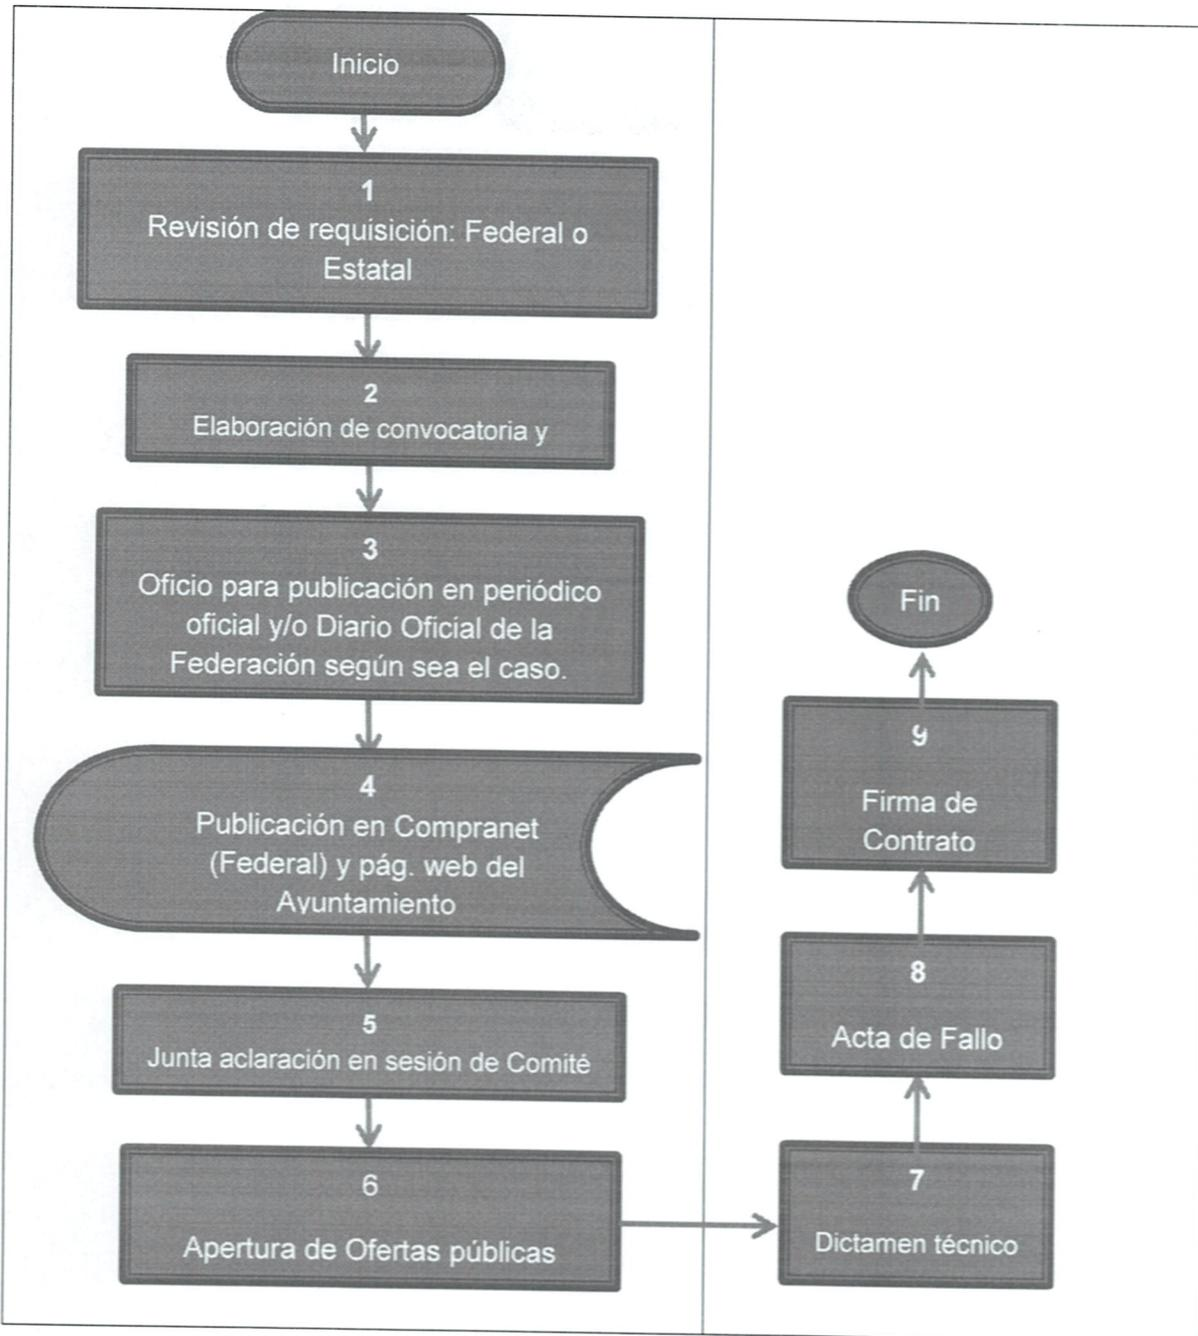 Inicio
1
Revisión de requisición: Federal o
Estatal
2
Elaboración de convocatoria y
3
Oficio para publicación en periódico
oficial y/o Diario Oficial de la
Federación según sea el caso.
4
Publicación en Compranet
(Federal) y pág. web del
Ayuntamiento
5
Junta aclaración en sesión de Comité
6
Apertura de Ofertas públicas
7
Dictamen técnico
8
Acta de Fallo
9
Firma de
Contrato
Fin